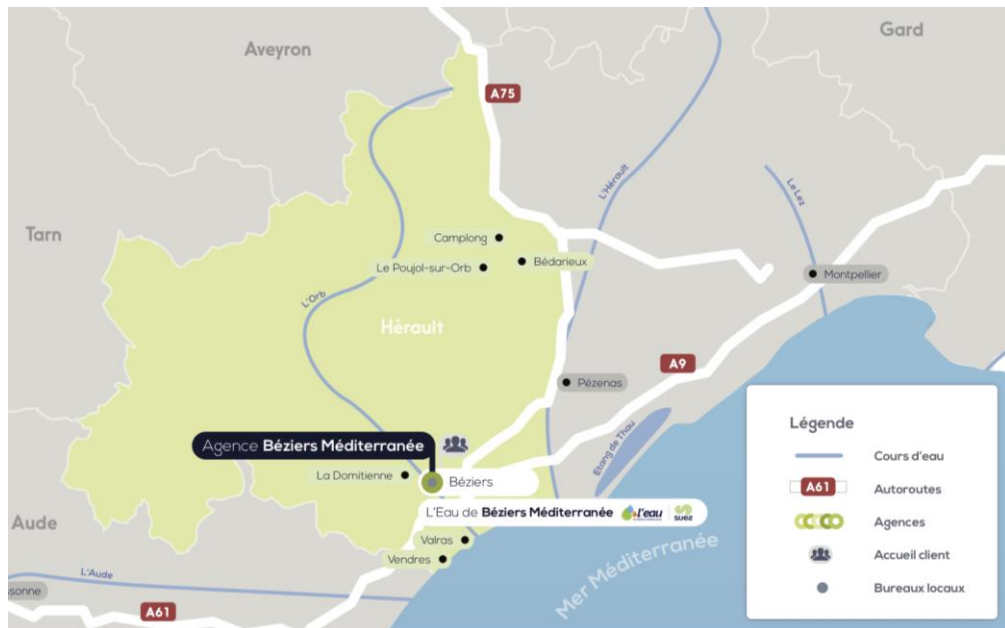 Aveyron
Gard
A75
L'Hérault
Le Lez
Tarn
Camplong
Le Poujol-sur-Orb
Bédarieux
Montpellier
L'Orb
Hérault
A9
Pézenas
Légende
Cours d'eau
A61
Autoroutes
Agences
Accueil client
Bureaux locaux
Agence Béziers Méditerranée
Etang de Thau
La Domitienne
Béziers
L'Eau de Béziers Méditerranée l'eau suez
Aude
Valras
Vendres
Mer Méditerranée
L'Aude
ssonne
A61